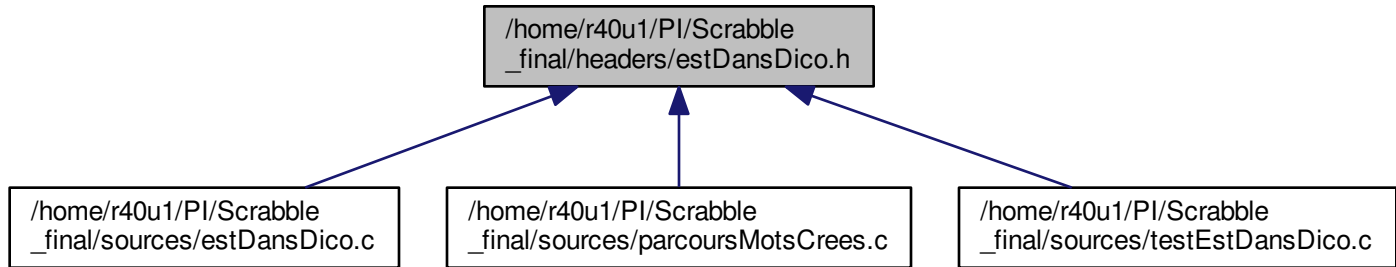 /home/r40u1/PI/Scrabble
_final/headers/estDansDico.h
/home/r40u1/PI/Scrabble
_final/sources/estDansDico.c
/home/r40u1/PI/Scrabble
_final/sources/parcoursMotsCrees.c
/home/r40u1/PI/Scrabble
_final/sources/testEstDansDico.c